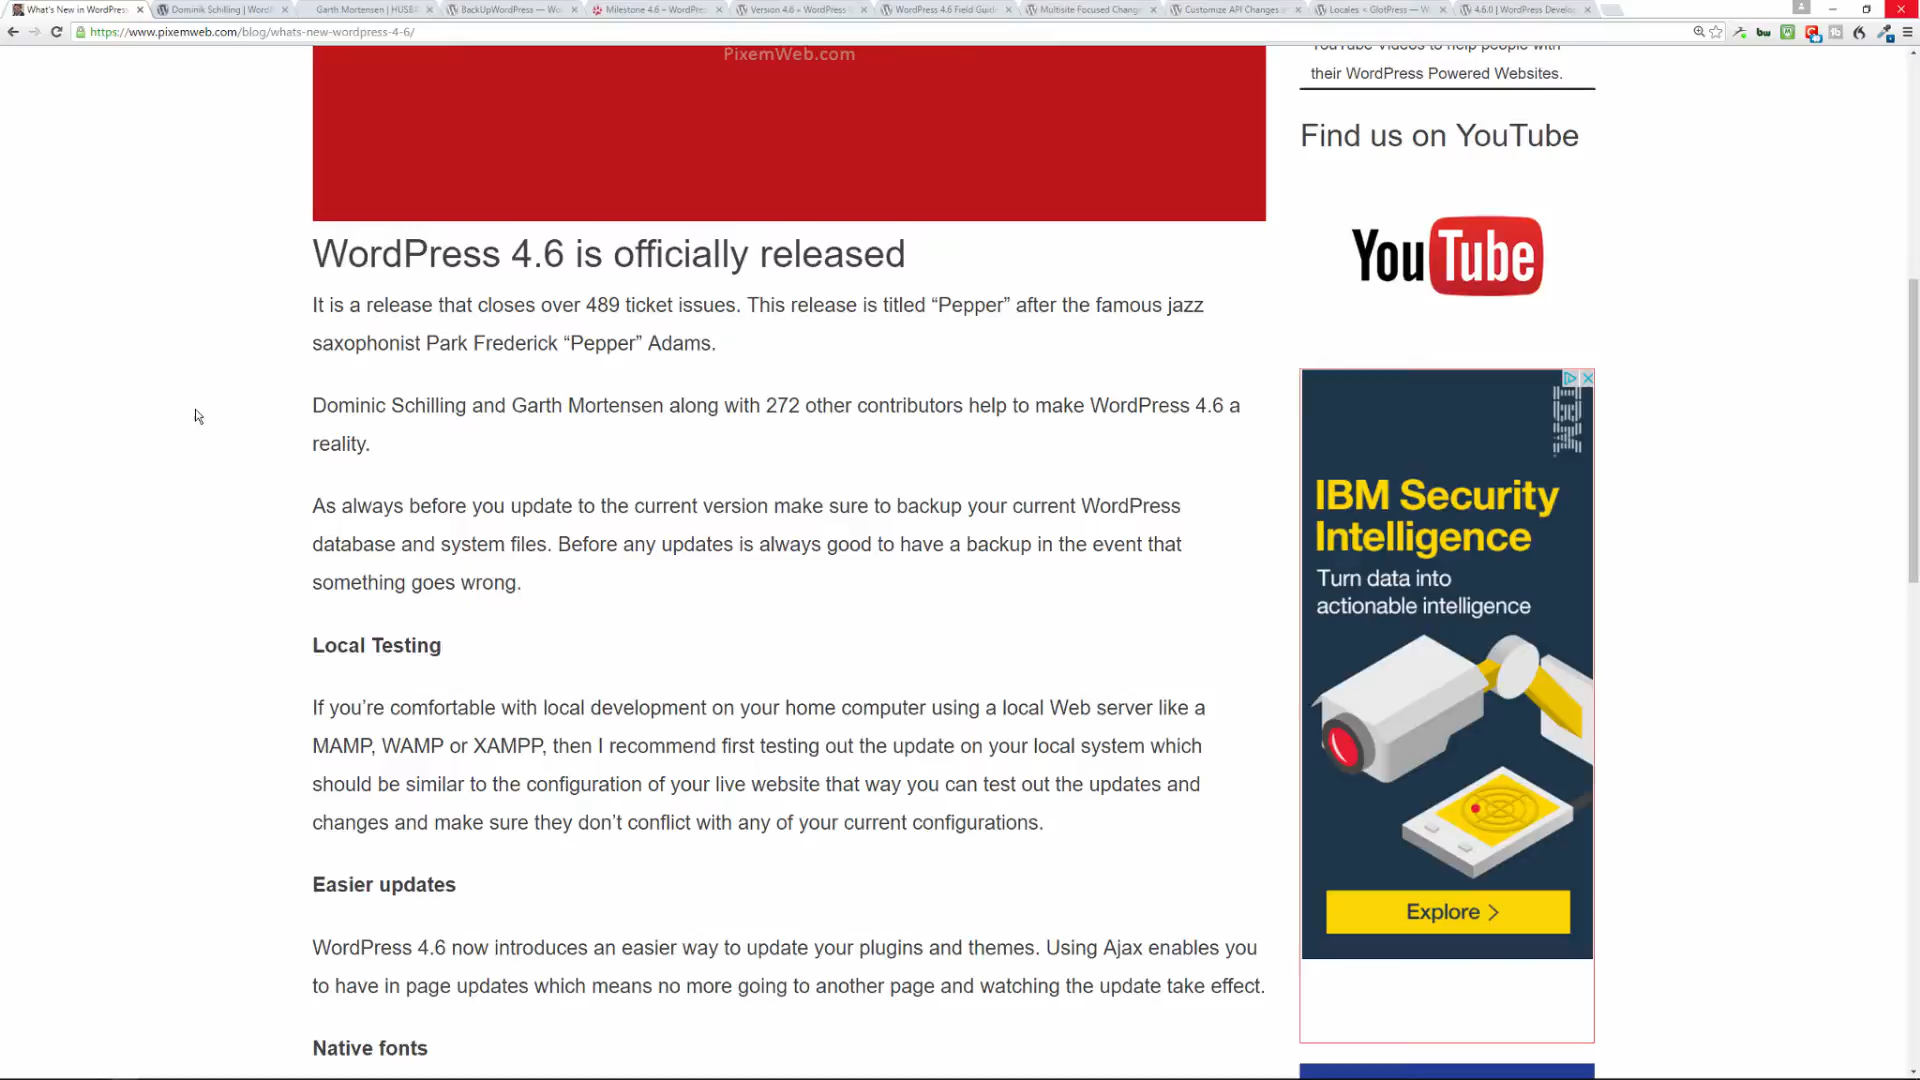 What's New in WordPress
Dominik Schilling | Word
Garth Mortensen | HUSE
BackUpWordPress — Wo
Milestone 4.6 – WordPres
Version 4.6 « WordPress
WordPress 4.6 Field Guid
Multisite Focused Chang
Customize API Changes
Locales < GlotPress — W
4.6.0 | WordPress Develo
https://www.pixemweb.com/blog/whats-new-wordpress-4-6/
bw
PixemWeb.com
WordPress 4.6 is officially released
It is a release that closes over 489 ticket issues. This release is titled “Pepper” after the famous jazz
saxophonist Park Frederick “Pepper” Adams.
Dominic Schilling and Garth Mortensen along with 272 other contributors help to make WordPress 4.6 a
reality.
As always before you update to the current version make sure to backup your current WordPress
database and system files. Before any updates is always good to have a backup in the event that
something goes wrong.
Local Testing
If you’re comfortable with local development on your home computer using a local Web server like a
MAMP, WAMP or XAMPP, then I recommend first testing out the update on your local system which
should be similar to the configuration of your live website that way you can test out the updates and
changes and make sure they don’t conflict with any of your current configurations.
Easier updates
WordPress 4.6 now introduces an easier way to update your plugins and themes. Using Ajax enables you
to have in page updates which means no more going to another page and watching the update take effect.
Native fonts
YouTube Videos to help people with
their WordPress Powered Websites.
Find us on YouTube
YouTube
IBM
IBM Security
Intelligence
Turn data into
actionable intelligence
Explore >